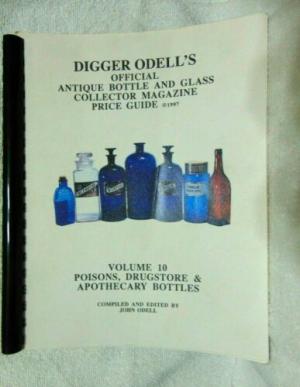 DIGGER ODELL'S
OFFICIAL
ANTIQUE BOTTLE AND GLASS
COLLECTOR MAGAZINE
PRICE GUIDE ©1997
VOLUME 10
POISONS, DRUGSTORE &
APOTHECARY BOTTLES
COMPILED AND EDITED BY
JOHN ODELL